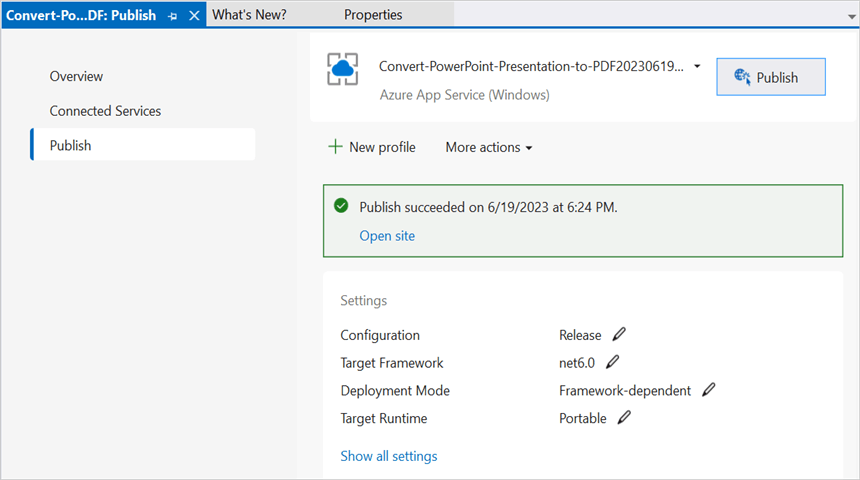 Convert-Po...DF: Publish What's New? Properties
Overview
Connected Services
Publish
Convert-PowerPoint-Presentation-to-PDF20230619...
Azure App Service (Windows)
Publish
New profile More actions
Publish succeeded on 6/19/2023 at 6:24 PM.
Open site
Settings
Configuration Release
Target Framework net6.0
Deployment Mode Framework-dependent
Target Runtime Portable
Show all settings